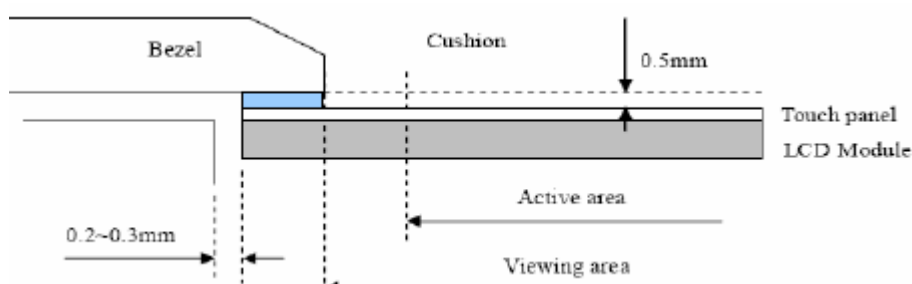 Bezel
Cushion
0.5mm
Touch panel
LCD Module
Active area
0.2~0.3mm
Viewing area